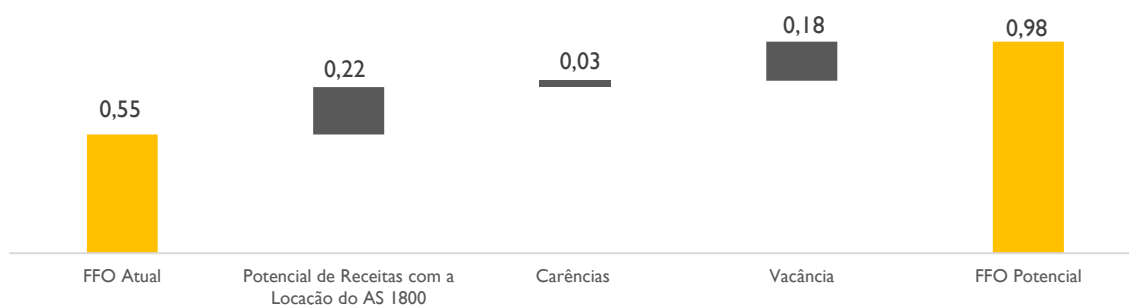 0,55
0,22
0,03
0,18
0,98
FFO Atual
Potencial de Receitas com a
Locação do AS 1800
Carências
Vacância
FFO Potencial